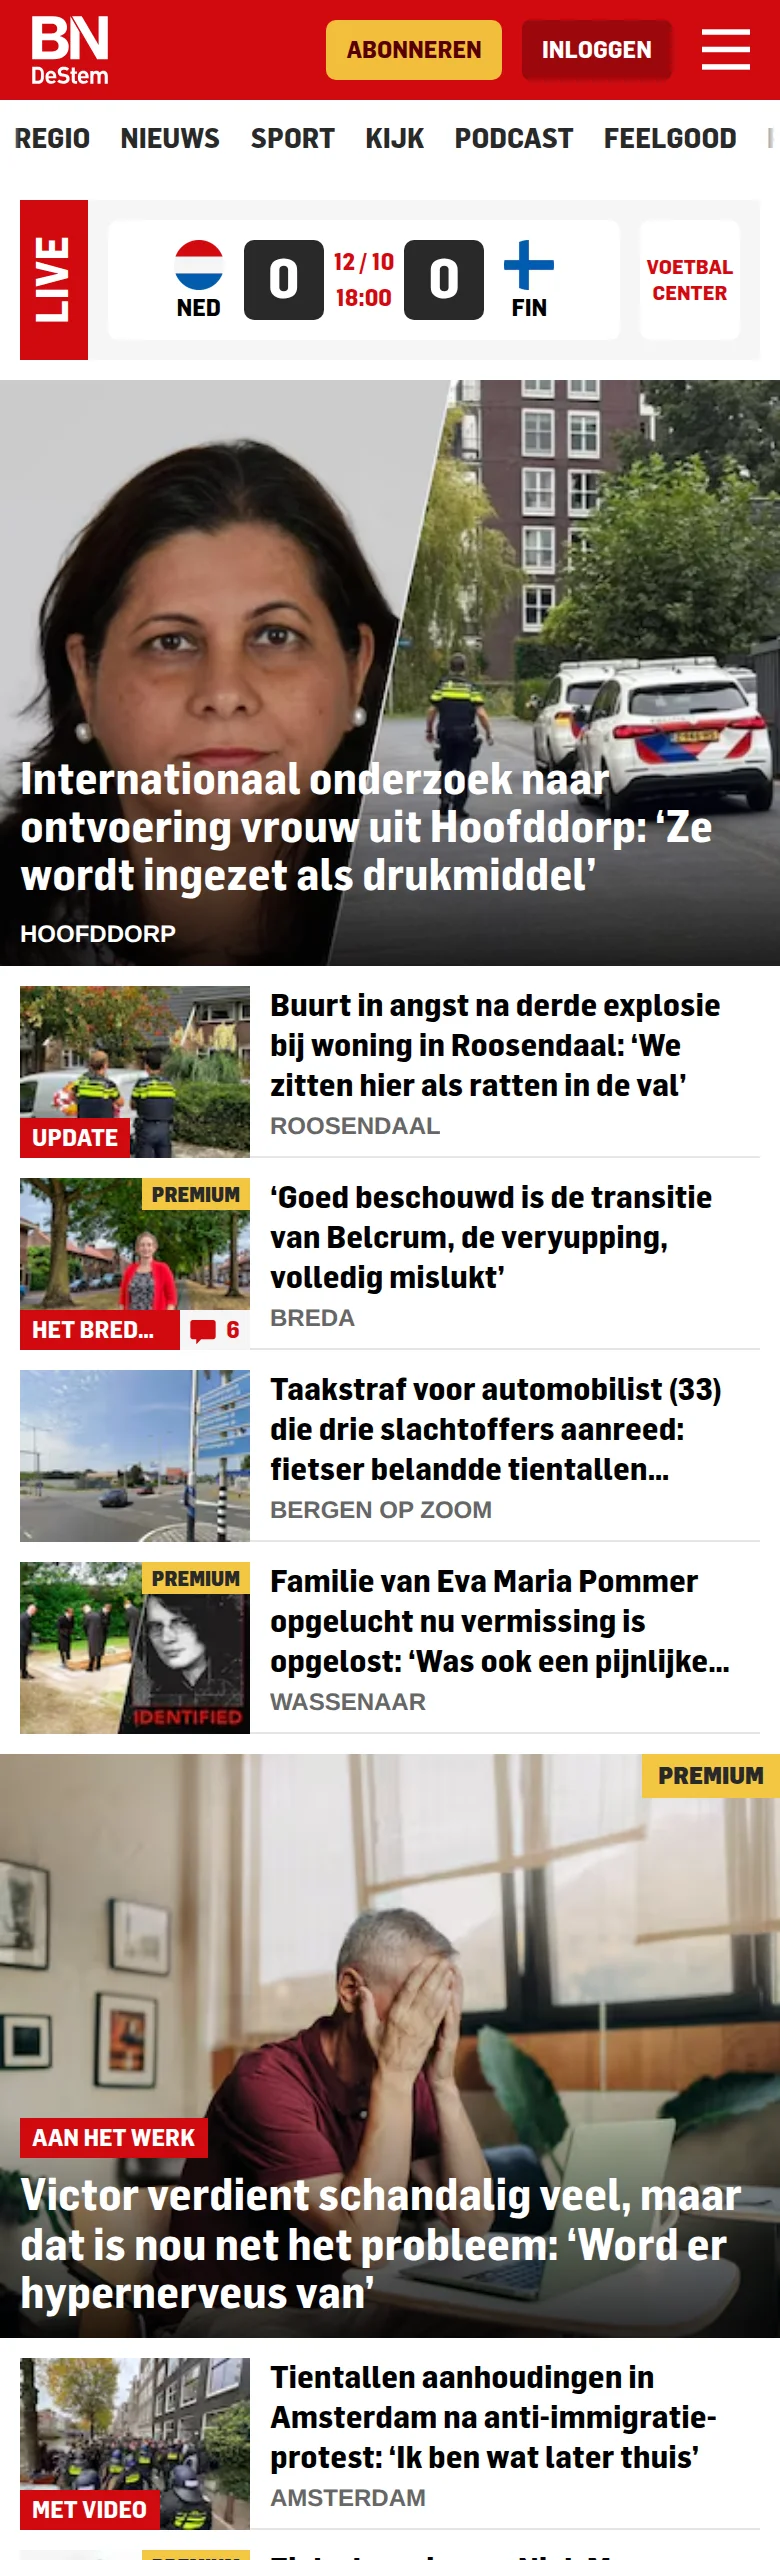 BN
DeStem
ABONNEREN
INLOGGEN
REGIO NIEUWS SPORT KIJK PODCAST FEELGOOD
LIVE
NED
0
12 / 10
18:00
0
FIN
VOETBAL
CENTER
Internationaal onderzoek naar
ontvoering vrouw uit Hoofddorp: ‘Ze
wordt ingezet als drukmiddel’
HOOFDDORP
UPDATE
Buurt in angst na derde explosie
bij woning in Roosendaal: ‘We
zitten hier als ratten in de val’
ROOSENDAAL
PREMIUM
HET BRED...
6
‘Goed beschouwd is de transitie
van Belcrum, de veryupping,
volledig mislukt’
BREDA
Taakstraf voor automobilist (33)
die drie slachtoffers aanreed:
fietser belandde tientallen...
BERGEN OP ZOOM
PREMIUM
IDENTIFIED
Familie van Eva Maria Pommer
opgelucht nu vermissing is
opgelost: ‘Was ook een pijnlijke...
WASSENAAR
PREMIUM
AAN HET WERK
Victor verdient schandalig veel, maar
dat is nou net het probleem: ‘Word er
hypernerveus van’
MET VIDEO
Tientallen aanhoudingen in
Amsterdam na anti-immigratie-
protest: ‘Ik ben wat later thuis’
AMSTERDAM